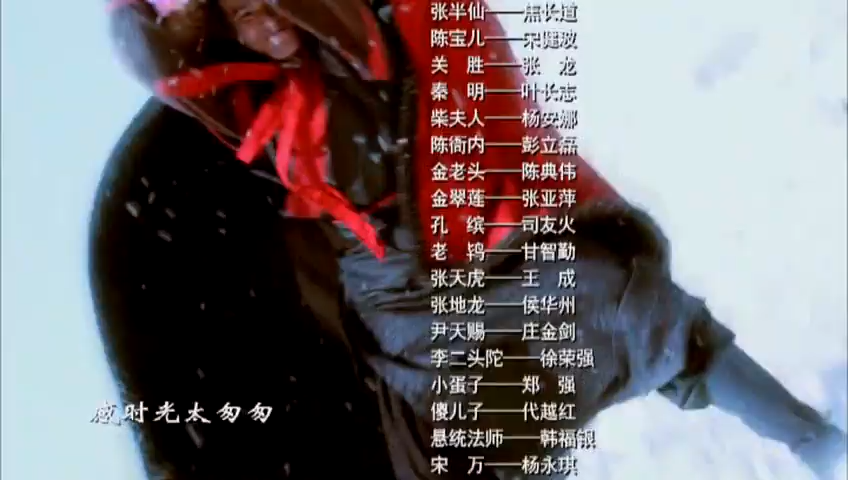 张半仙——焦长道
陈宝儿——宋健波
关 胜——张 龙
秦 明——叶长志
柴夫人——杨安娜
陈衙内——彭立磊
金老头——陈典伟
金翠莲——张亚萍
孔 缤——司友火
老 鸨——甘智勤
张天虎——王 成
张地龙——侯华州
尹天赐——庄金剑
李二头陀——徐荣强
小蛋子——郑 强
傻儿子——代越红
悬统法师——韩福银
宋 万——杨永琪
感时光太匆匆